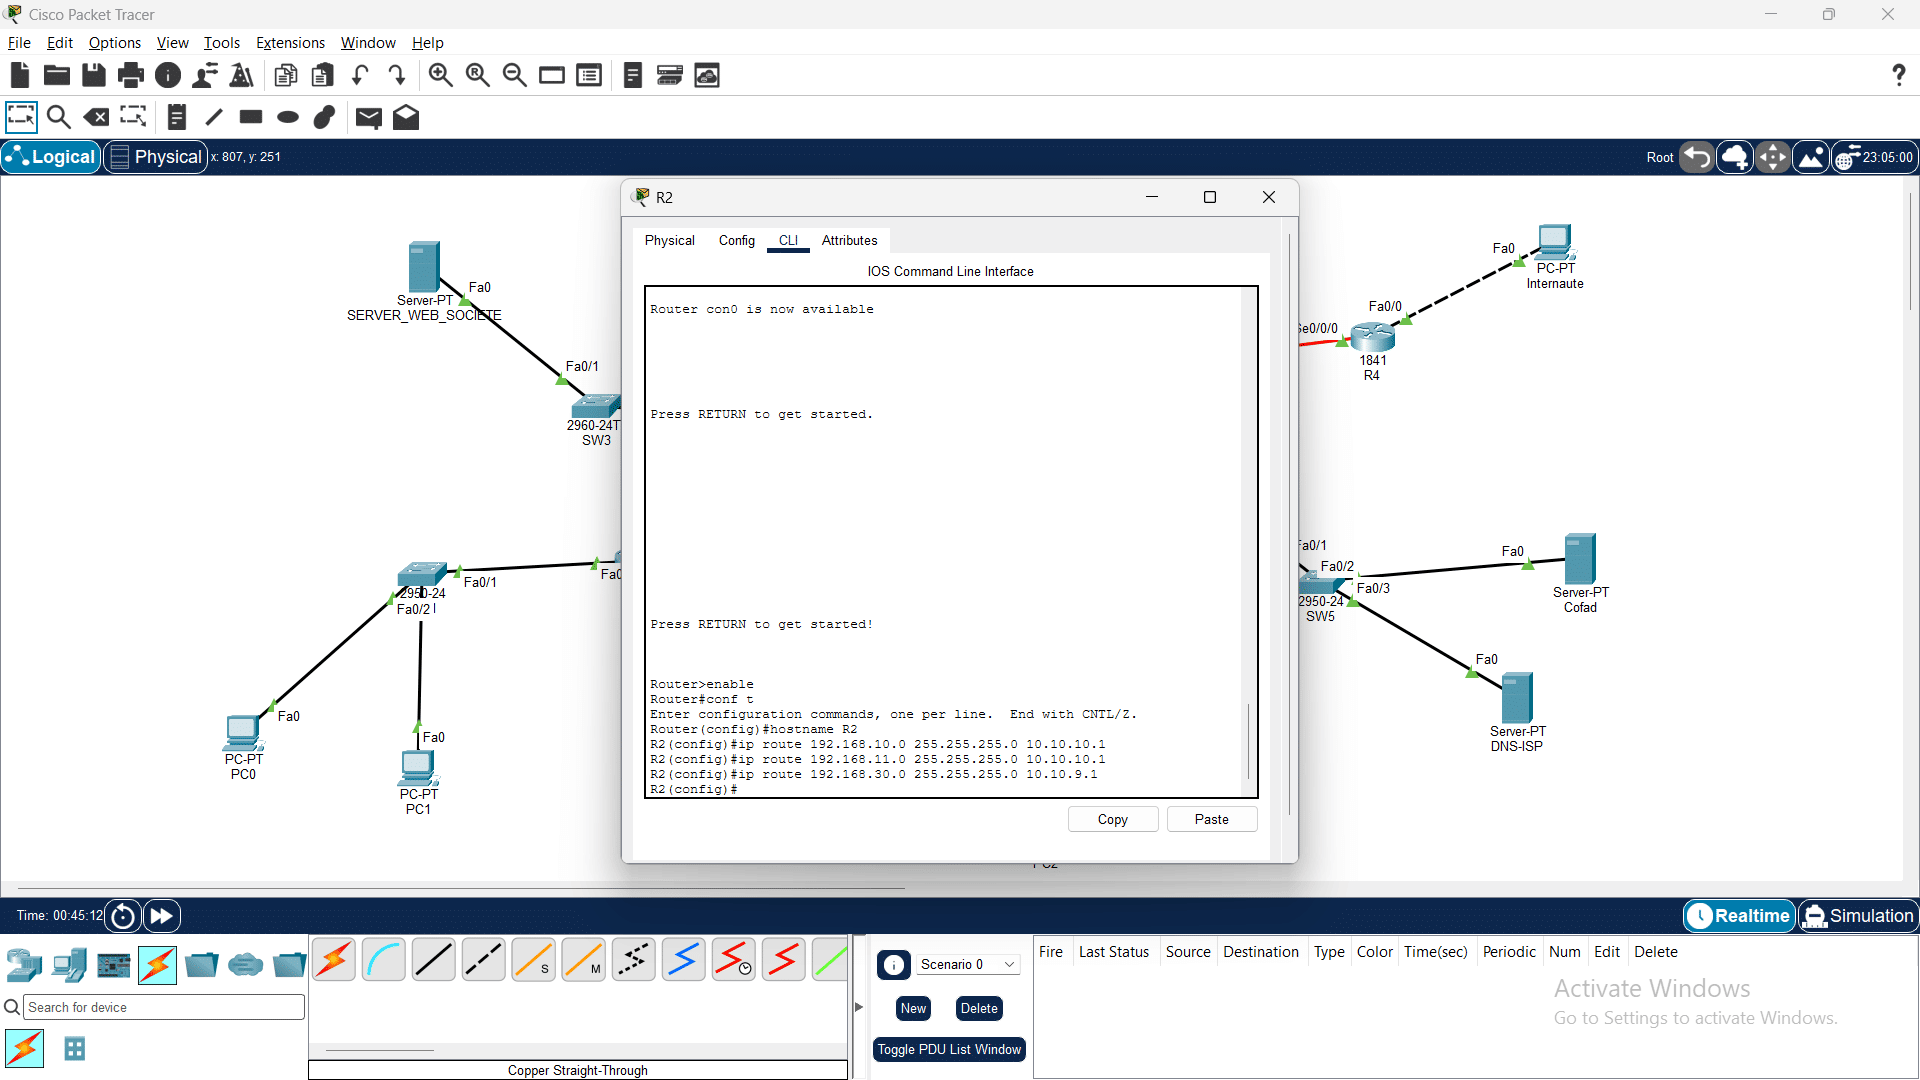 Cisco Packet Tracer
File Edit Options View Tools Extensions Window Help
Logical Physical x: 807, y: 251
Root 23:05:00
R2
Physical Config CLI Attributes
IOS Command Line Interface
Router con0 is now available
Press RETURN to get started.
Press RETURN to get started!
Router>enable
Router#conf t
Enter configuration commands, one per line.  End with CNTL/Z.
Router(config)#hostname R2
R2(config)#ip route 192.168.10.0 255.255.255.0 10.10.10.1
R2(config)#ip route 192.168.11.0 255.255.255.0 10.10.10.1
R2(config)#ip route 192.168.30.0 255.255.255.0 10.10.9.1
R2(config)#
Copy Paste
Fa0
Server-PT
SERVER_WEB_SOCIETE
Fa0/1
2960-24T
SW3
Fa0/1
2950-24
Fa0/2
Fa0
PC-PT
PC0
Fa0
PC-PT
PC1
Fa0
PC-PT
Internaute
Fa0/0
Se0/0/0
1841
R4
Fa0/1
Fa0/2
Fa0/3
2950-24
SW5
Fa0
Server-PT
Cofad
Fa0
Server-PT
DNS-ISP
PC2
Time: 00:45:12
Realtime Simulation
Search for device
S
M
Copper Straight-Through
Scenario 0
New Delete
Toggle PDU List Window
Fire Last Status Source Destination Type Color Time(sec) Periodic Num Edit Delete
Activate Windows
Go to Settings to activate Windows.